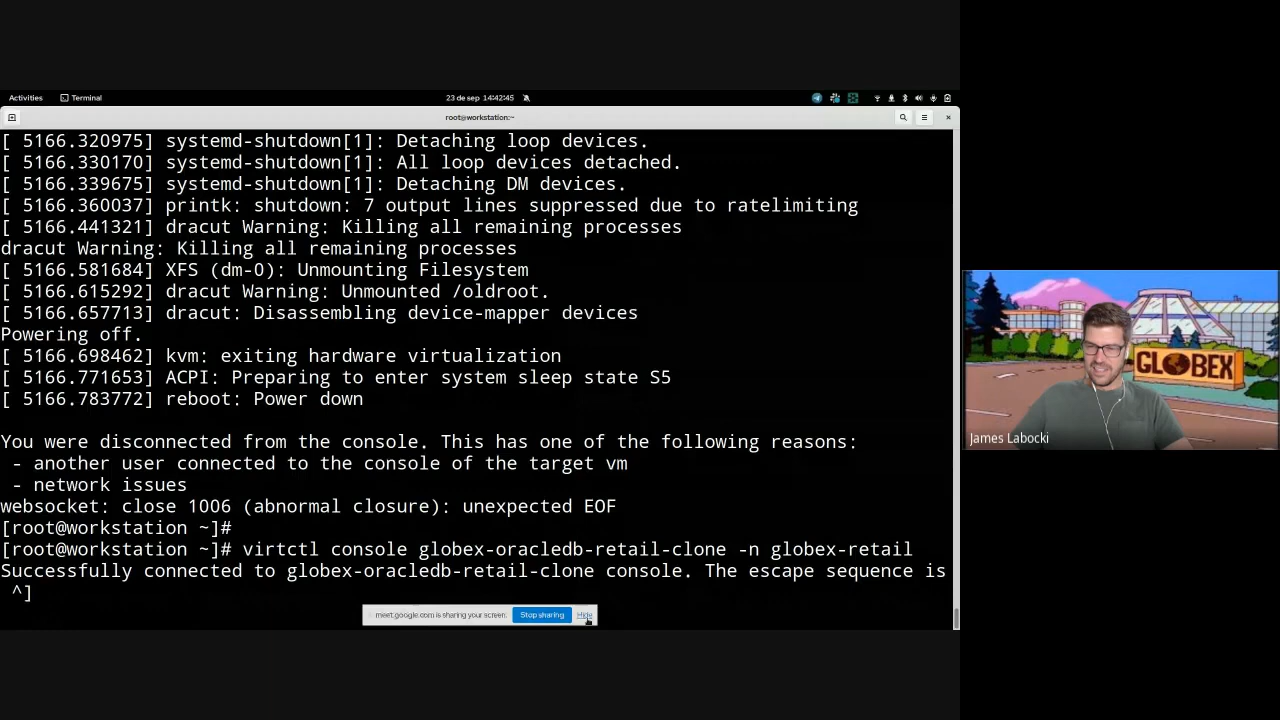 Activities
Terminal
23 de sep 14:42:45
root@workstation:~
[ 5166.320975] systemd-shutdown[1]: Detaching loop devices.
[ 5166.330170] systemd-shutdown[1]: All loop devices detached.
[ 5166.339675] systemd-shutdown[1]: Detaching DM devices.
[ 5166.360037] printk: shutdown: 7 output lines suppressed due to ratelimiting
[ 5166.441321] dracut Warning: Killing all remaining processes
dracut Warning: Killing all remaining processes
[ 5166.581684] XFS (dm-0): Unmounting Filesystem
[ 5166.615292] dracut Warning: Unmounted /oldroot.
[ 5166.657713] dracut: Disassembling device-mapper devices
Powering off.
[ 5166.698462] kvm: exiting hardware virtualization
[ 5166.771653] ACPI: Preparing to enter system sleep state S5
[ 5166.783772] reboot: Power down
You were disconnected from the console. This has one of the following reasons:
- another user connected to the console of the target vm
- network issues
websocket: close 1006 (abnormal closure): unexpected EOF
[root@workstation ~]#
[root@workstation ~]# virtctl console globex-oracledb-retail-clone -n globex-retail
Successfully connected to globex-oracledb-retail-clone console. The escape sequence is
^]
meet.google.com is sharing your screen.
Stop sharing
Hide
GLOBEX
James Labocki